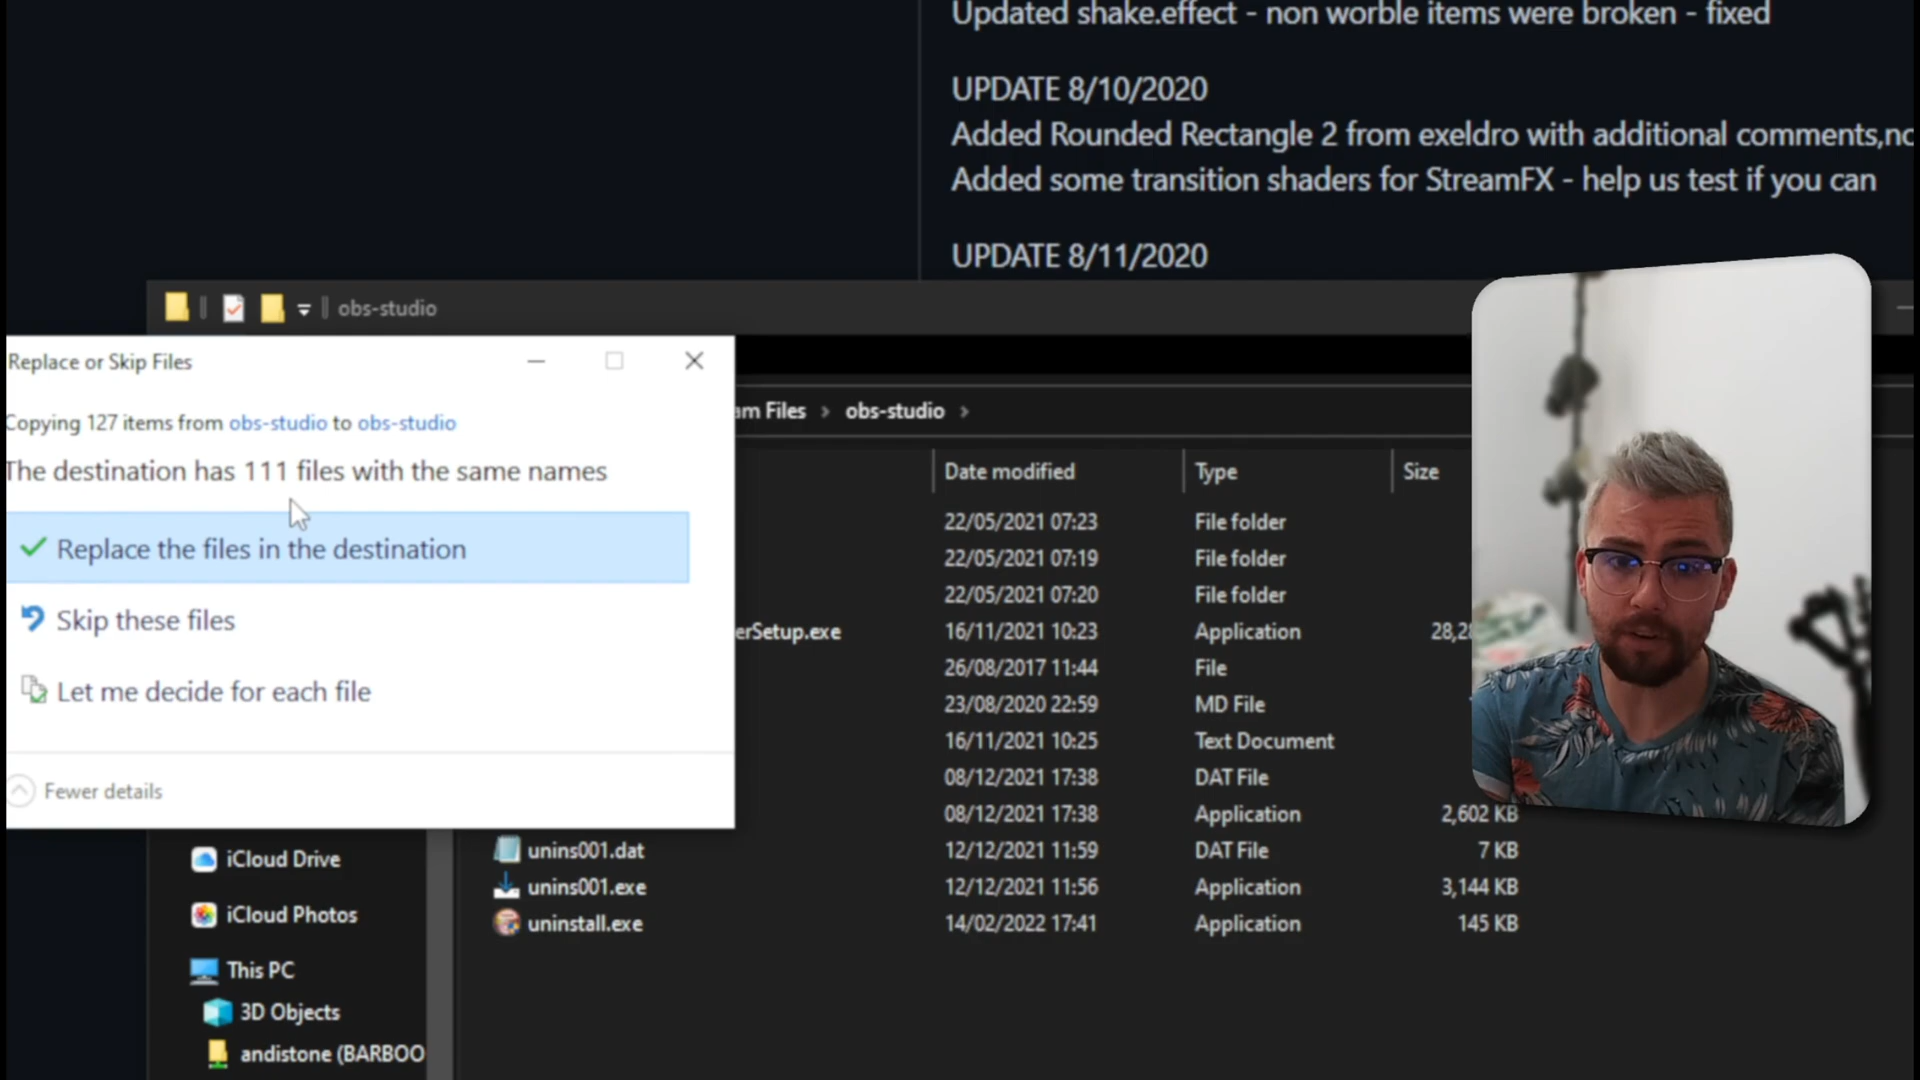 Updated shake.effect - non worble items were broken - fixed
UPDATE 8/10/2020
Added Rounded Rectangle 2 from exeldro with additional comments,
Added some transition shaders for StreamFX - help us test if you can
UPDATE 8/11/2020
obs-studio
Replace or Skip Files
Copying 127 items from obs-studio to obs-studio
The destination has 111 files with the same names
Replace the files in the destination
Skip these files
Let me decide for each file
Fewer details
am Files > obs-studio >
Date modified Type Size
22/05/2021 07:23 File folder
22/05/2021 07:19 File folder
22/05/2021 07:20 File folder
erSetup.exe 16/11/2021 10:23 Application 28,2
26/08/2017 11:44 File
23/08/2020 22:59 MD File
16/11/2021 10:25 Text Document
08/12/2021 17:38 DAT File
08/12/2021 17:38 Application 2,602 KB
unins001.dat 12/12/2021 11:59 DAT File 7 KB
unins001.exe 12/12/2021 11:56 Application 3,144 KB
uninstall.exe 14/02/2022 17:41 Application 145 KB
iCloud Drive
iCloud Photos
This PC
3D Objects
andistone (BARBOO